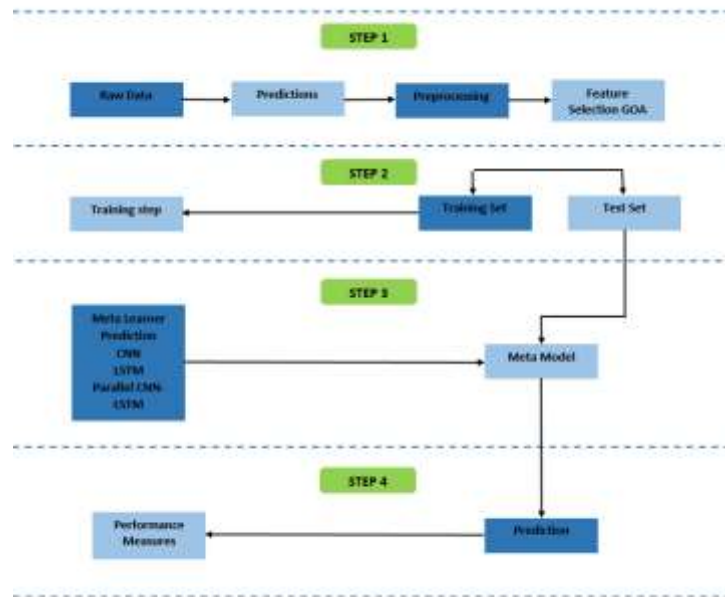 STEP 1
Raw Data
Predictions
Preprocessing
Feature
Selection GOA
STEP 2
Training step
Training Set
Test Set
STEP 3
Meta Learner
Prediction
CNN
LSTM
Parallel CNN
LSTM
Meta Model
STEP 4
Performance
Measures
Prediction